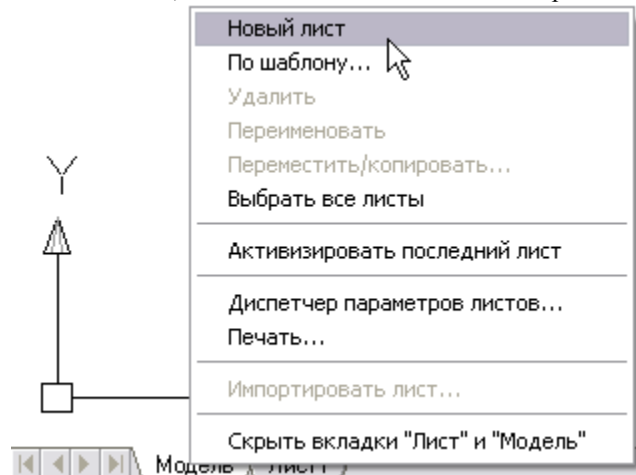 Новый лист
По шаблону...
Удалить
Переименовать
Переместить/копировать...
Выбрать все листы
Y
Активизировать последний лист
Диспетчер параметров листов...
Печать...
Импортировать лист...
Скрыть вкладки "Лист" и "Модель"
Модель Лист1